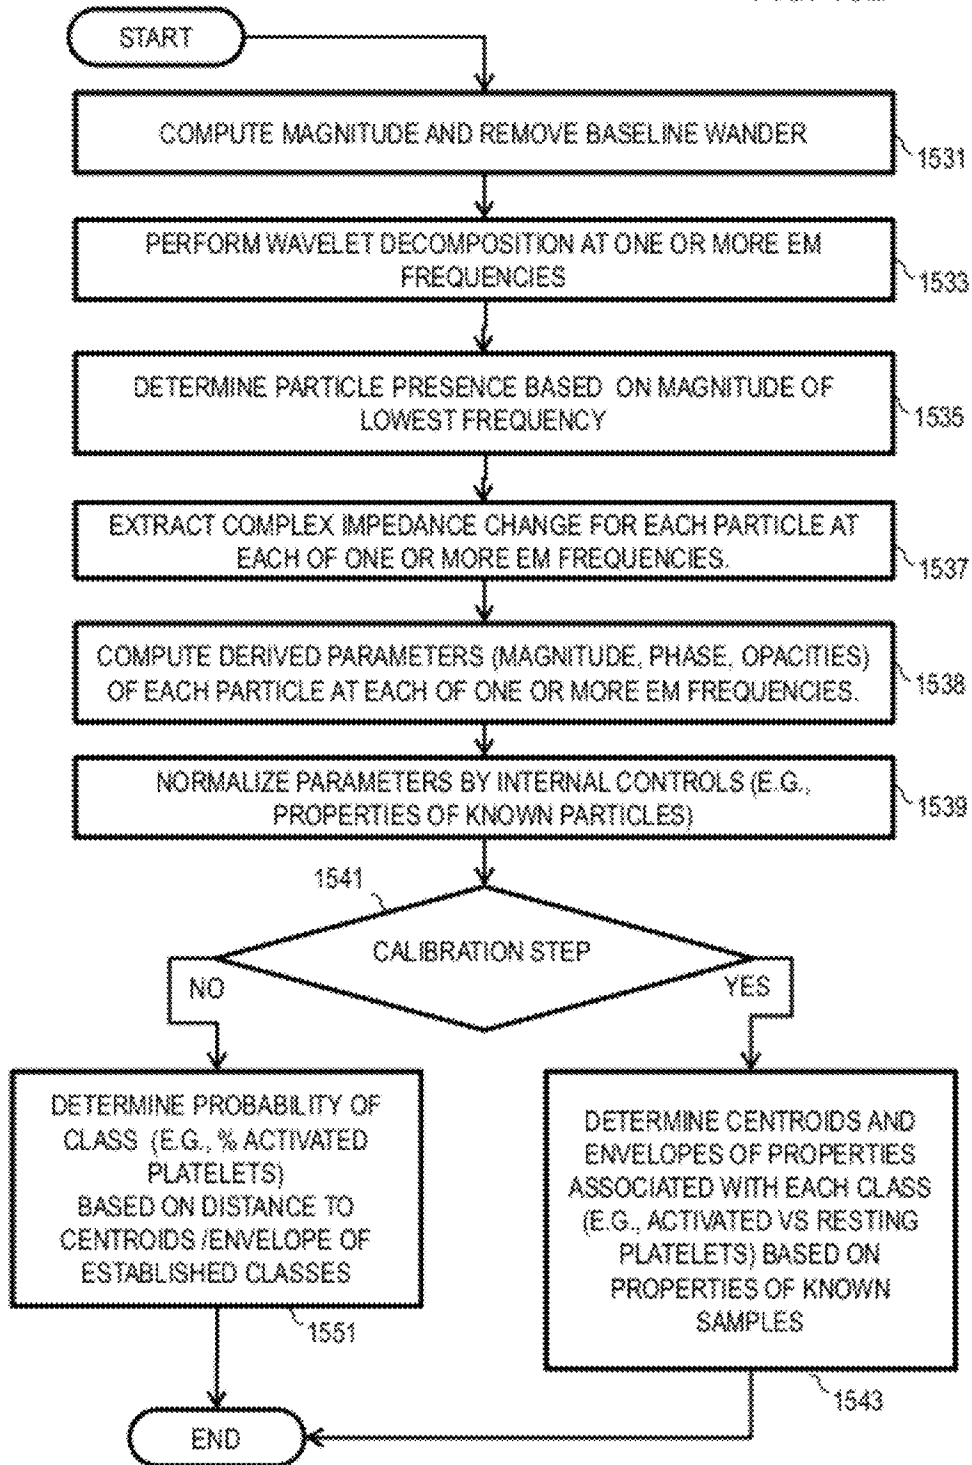 START
COMPUTE MAGNITUDE AND REMOVE BASELINE WANDER
1531
PERFORM WAVELET DECOMPOSITION AT ONE OR MORE EM
FREQUENCIES
1533
DETERMINE PARTICLE PRESENCE BASED ON MAGNITUDE OF
LOWEST FREQUENCY
1535
EXTRACT COMPLEX IMPEDANCE CHANGE FOR EACH PARTICLE AT
EACH OF ONE OR MORE EM FREQUENCIES.
1537
COMPUTE DERIVED PARAMETERS (MAGNITUDE, PHASE, OPACITIES)
OF EACH PARTICLE AT EACH OF ONE OR MORE EM FREQUENCIES.
1538
NORMALIZE PARAMETERS BY INTERNAL CONTROLS (E.G.,
PROPERTIES OF KNOWN PARTICLES)
1539
1541
CALIBRATION STEP
NO
YES
DETERMINE PROBABILITY OF
CLASS (E.G., % ACTIVATED
PLATELETS)
BASED ON DISTANCE TO
CENTROIDS /ENVELOPE OF
ESTABLISHED CLASSES
1551
DETERMINE CENTROIDS AND
ENVELOPES OF PROPERTIES
ASSOCIATED WITH EACH CLASS
(E.G., ACTIVATED VS RESTING
PLATELETS) BASED ON
PROPERTIES OF KNOWN
SAMPLES
1543
END